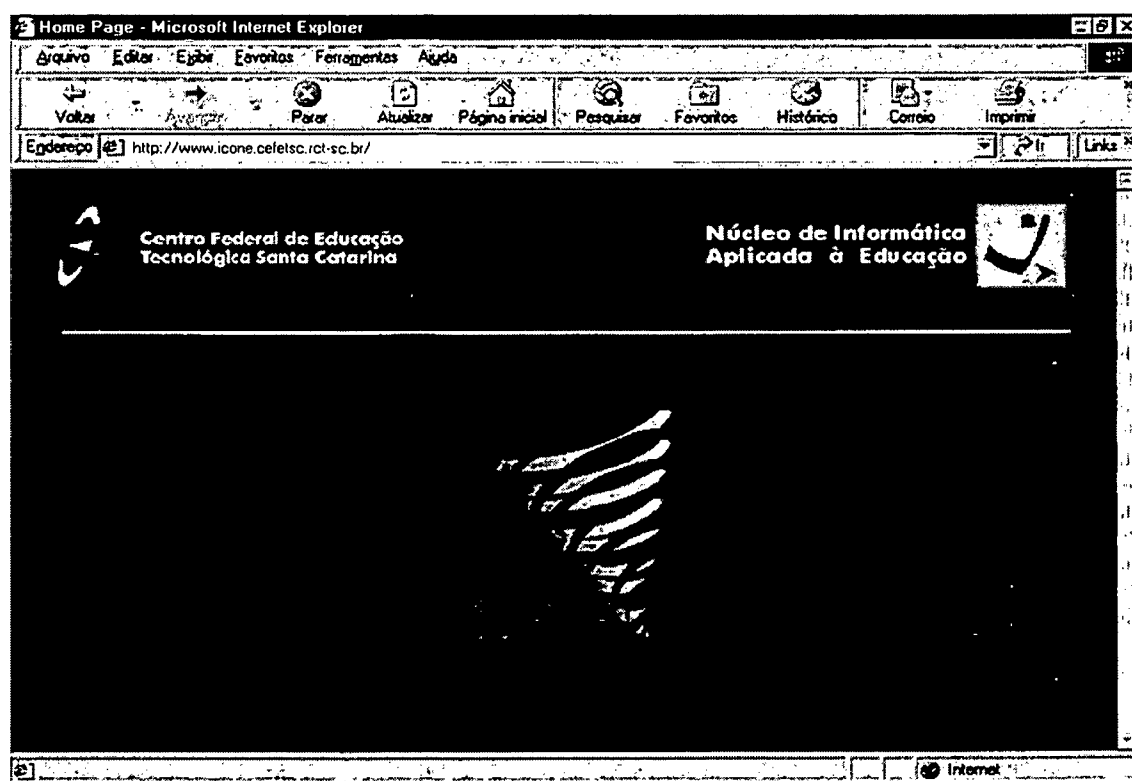 Home Page - Microsoft Internet Explorer
Arquivo Editar Exibir Favoritos Ferramentas Ajuda
Voltar Avançar Parar Atualizar Página inicial Pesquisar Favoritos Histórico Correio Imprimir
Endereço http://www.icone.cefetsc.rct-sc.br/ Ir Links
Centro Federal de Educação
Tecnológica Santa Catarina
Núcleo de Informática
Aplicada à Educação
Internet